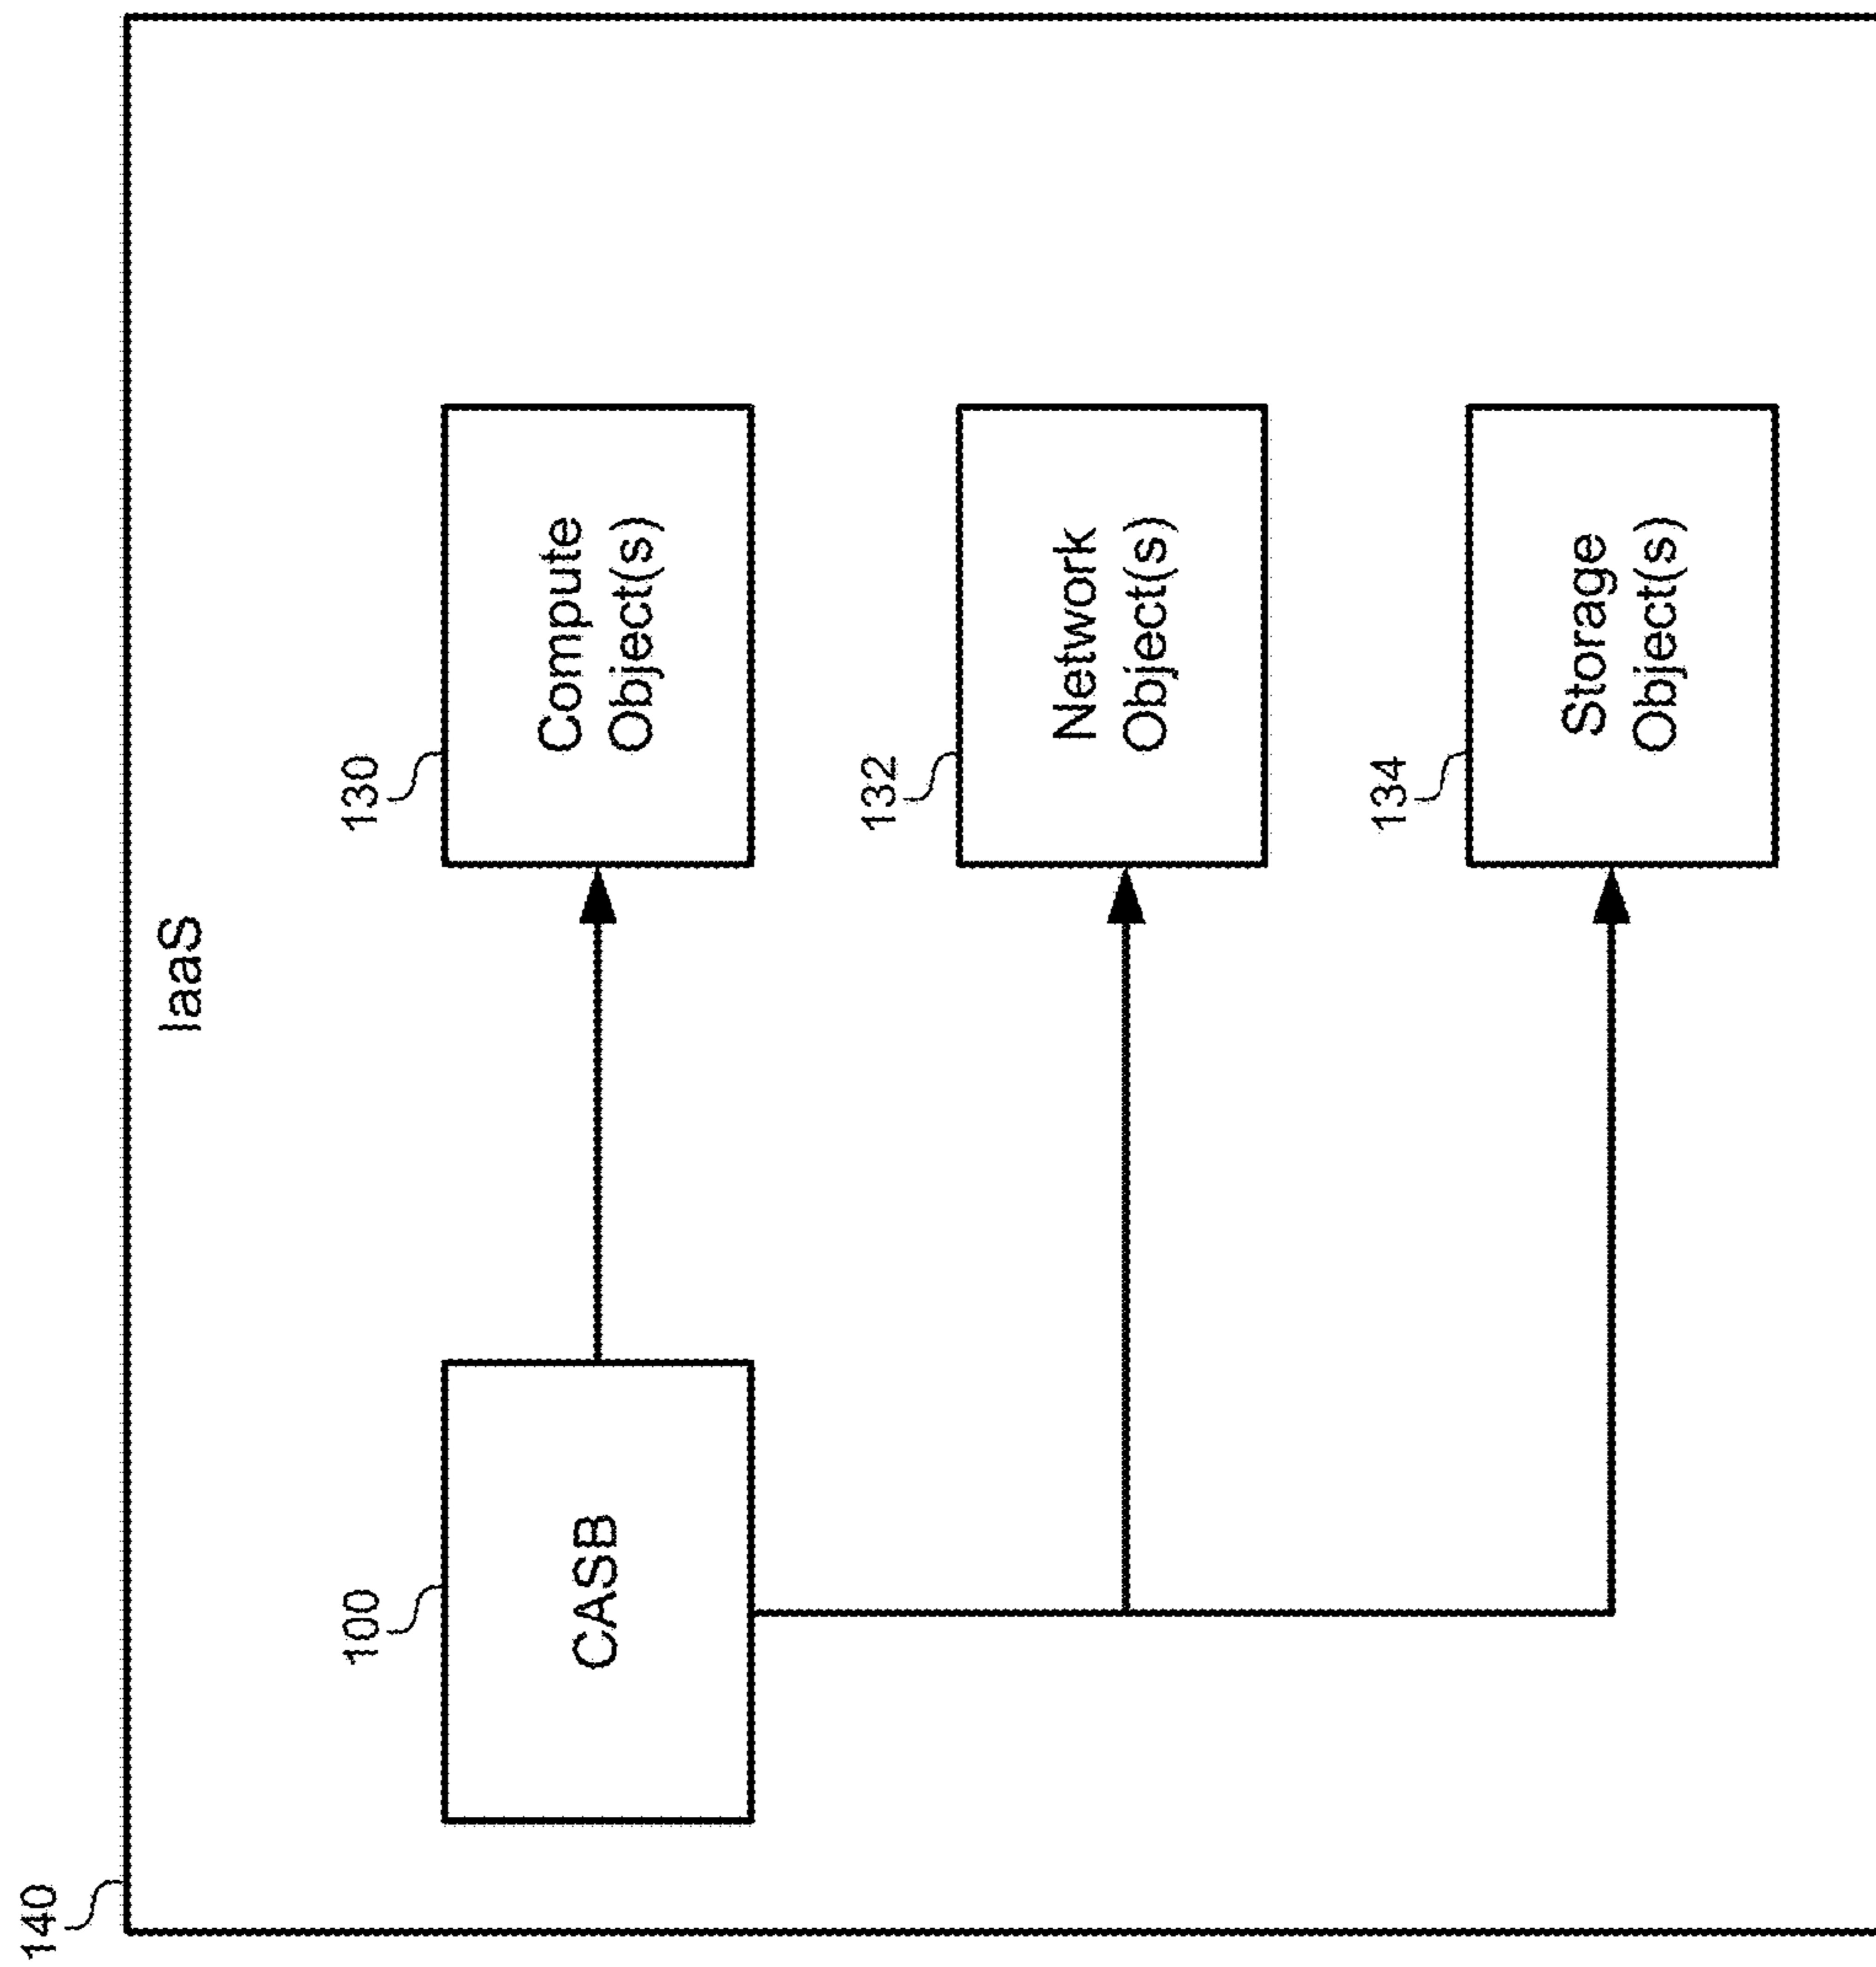 140
IaaS
100
CASB
130
Compute
Object(s)
132
Network
Object(s)
134
Storage
Object(s)